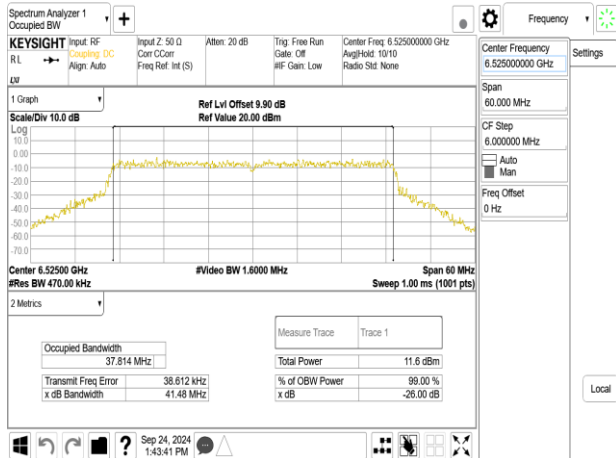 Spectrum Analyzer 1
Occupied BW
Frequency
KEYSIGHT
Input: RF
Coupling: DC
Align: Auto
Input Z: 50 Ω
Corr CCorr
Freq Ref: Int (S)
Atten: 20 dB
Trig: Free Run
Gate: Off
#IF Gain: Low
Center Freq: 6.525000000 GHz
Avg|Hold: 10/10
Radio Std: None
RL
LXI
Center Frequency
6.525000000 GHz
Settings
Span
60.000 MHz
CF Step
6.000000 MHz
Auto
Man
Freq Offset
0 Hz
Local
1 Graph
Scale/Div 10.0 dB
Ref Lvl Offset 9.90 dB
Ref Value 20.00 dBm
Log
10.0
0.00
-10.0
-20.0
-30.0
-40.0
-50.0
-60.0
-70.0
Center 6.52500 GHz
#Video BW 1.6000 MHz
Span 60 MHz
#Res BW 470.00 kHz
Sweep 1.00 ms (1001 pts)
2 Metrics
Measure Trace
Trace 1
Occupied Bandwidth
37.814 MHz
Total Power
11.6 dBm
Transmit Freq Error
38.612 kHz
% of OBW Power
99.00 %
x dB Bandwidth
41.48 MHz
x dB
-26.00 dB
?
Sep 24, 2024
1:43:41 PM